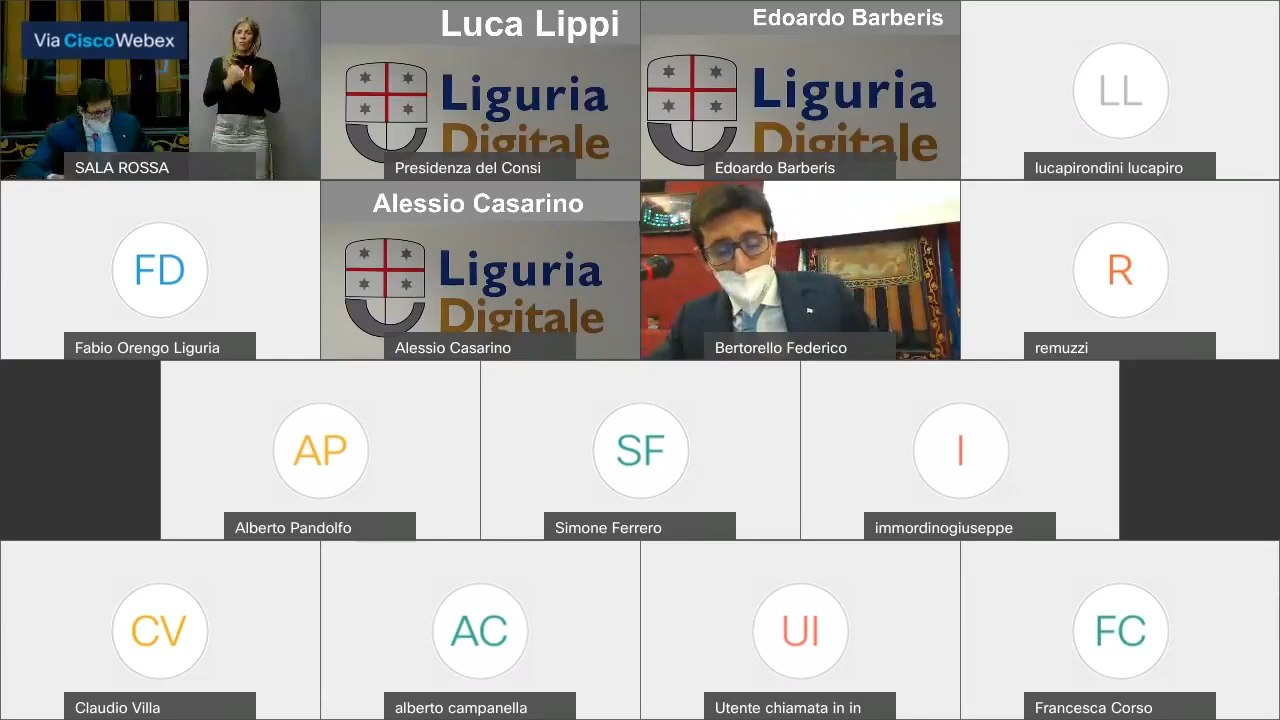 Via Cisco Webex
SALA ROSSA
Luca Lippi
Liguria
Digitale
Presidenza del Consi
Edoardo Barberis
Liguria
Digitale
Edoardo Barberis
LL
lucapirondini lucapiro
FD
Fabio Orengo Liguria
Alessio Casarino
Liguria
Digitale
Alessio Casarino
Bertorello Federico
R
remuzzi
AP
Alberto Pandolfo
SF
Simone Ferrero
I
immordinogiuseppe
CV
Claudio Villa
AC
alberto campanella
UI
Utente chiamata in in
FC
Francesca Corso